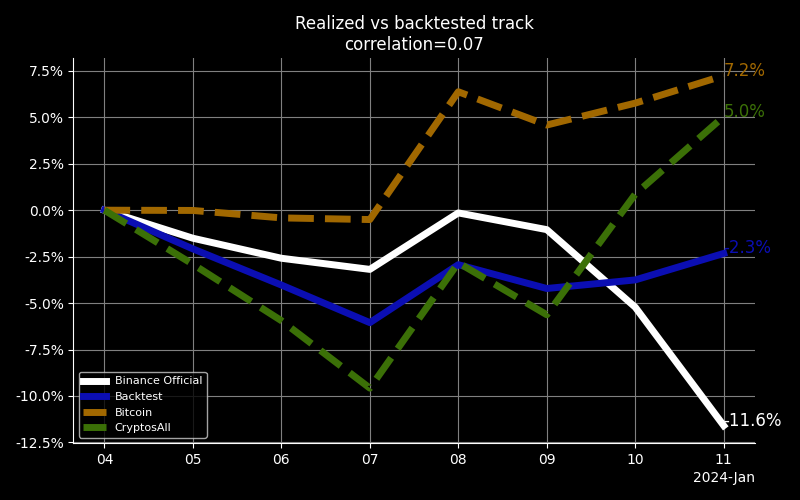 Realized vs backtested track
correlation=0.07
7.5%
5.0%
2.5%
0.0%
-2.5%
-5.0%
-7.5%
-10.0%
-12.5%
7.2%
5.0%
-2.3%
-11.6%
Binance Official
Backtest
Bitcoin
CryptosAll
04 05 06 07 08 09 10 11
2024-Jan